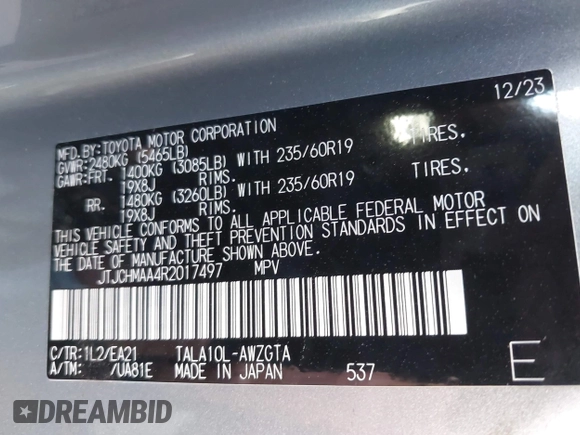 12/23
MFD.BY:TOYOTA MOTOR CORPORATION
GVWR:2480KG (5465LB)
GAWR:FRT. 1400KG (3085LB) WITH 235/60R19 TIRES.
19X8J RIMS.
RR. 1480KG (3260LB) WITH 235/60R19 TIRES.
19X8J RIMS.
THIS VEHICLE CONFORMS TO ALL APPLICABLE FEDERAL MOTOR
VEHICLE SAFETY AND THEFT PREVENTION STANDARDS IN EFFECT ON
THE DATE OF MANUFACTURE SHOWN ABOVE.
JTJCHMAA4R2017497 MPV
C/TR:1L2/EA21 TALA10L-AWZGTA
A/TM: /UA81E MADE IN JAPAN 537 E
DREAMBID